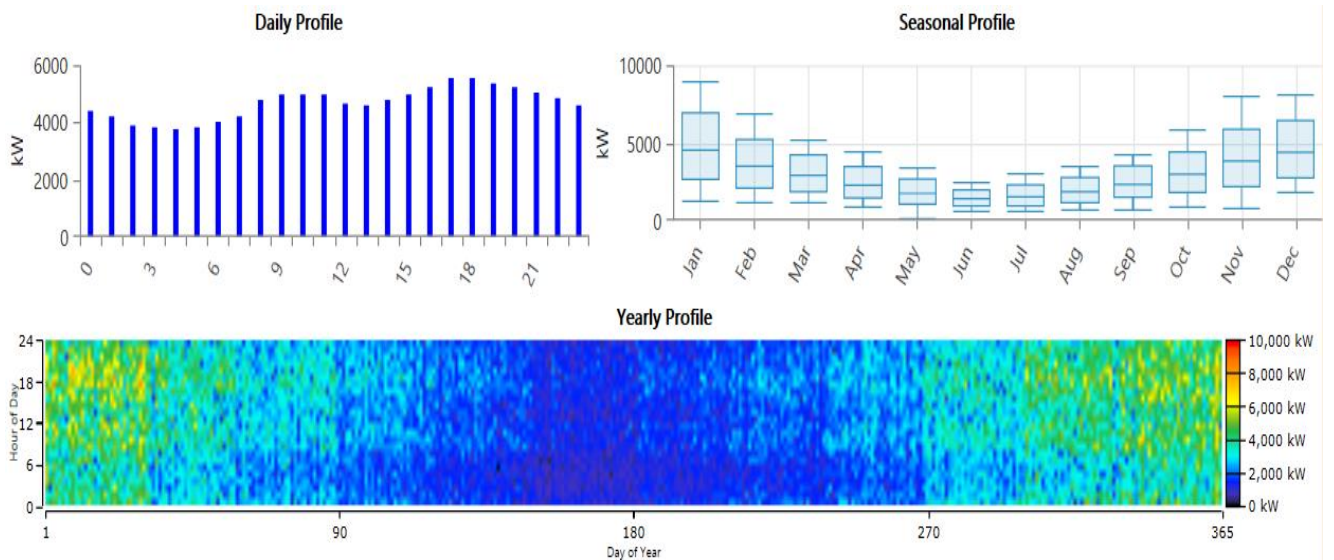 Daily Profile
6000
4000
2000
0
kW
0
3
6
9
12
15
18
21
Seasonal Profile
10000
5000
0
kW
Jan
Feb
Mar
Apr
May
Jun
Jul
Aug
Sep
Oct
Nov
Dec
Yearly Profile
24
18
12
6
0
Hour of Day
1
90
180
270
365
Day of Year
10,000 kW
8,000 kW
6,000 kW
4,000 kW
2,000 kW
0 kW